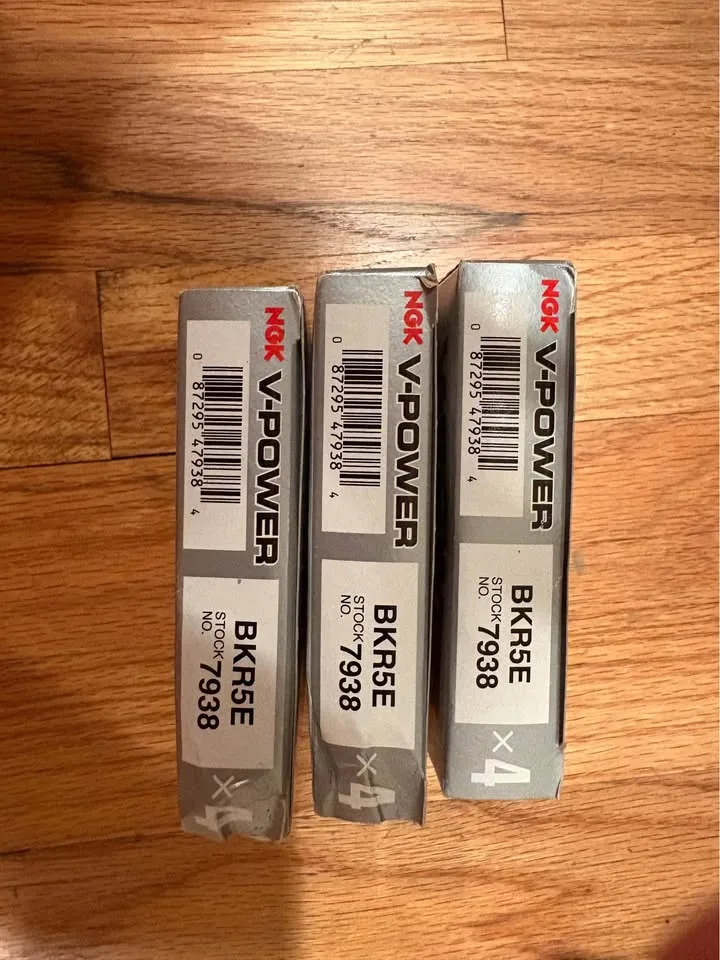 NGK V-POWER
0 87295 47938 4
BKR5E
STOCK NO. 7938
×4
NGK V-POWER
0 87295 47938 4
BKR5E
STOCK NO. 7938
×4
NGK V-POWER
0 87295 47938 4
BKR5E
STOCK NO. 7938
×4